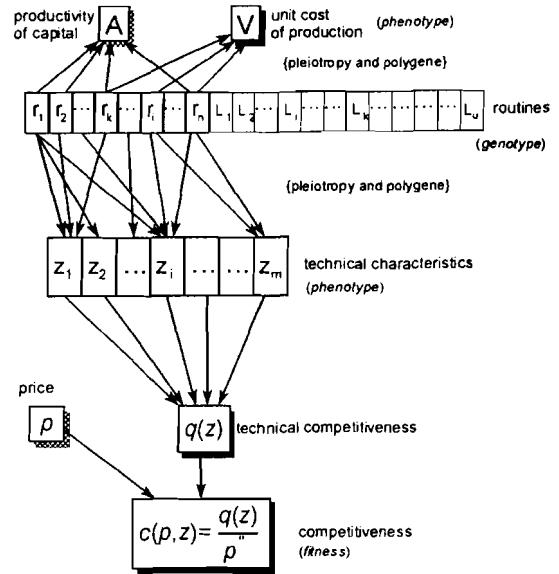 productivity of capital
A
V
unit cost of production
(phenotype)
{pleiotropy and polygene}
r1 r2 ... rk ... ri ... rn L1 L2 ... Li ... Lk ... ... Lu
routines
(genotype)
{pleiotropy and polygene}
z1 z2 ... zi ... ... zm
technical characteristics
(phenotype)
price
p
q(z)
technical competitiveness
c(p,z)= q(z) / p
competitiveness
(fitness)